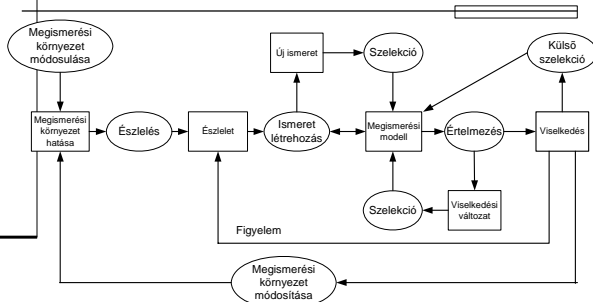 Megismerési
környezet
módosulása
Új ismeret
Szelekció
Külső
szelekció
Megismerési
környezet
hatása
Észlelés
Észlelet
Ismeret
létrehozás
Megismerési
modell
Értelmezés
Viselkedés
Szelekció
Viselkedési
változat
Figyelem
Megismerési
környezet
módosítása